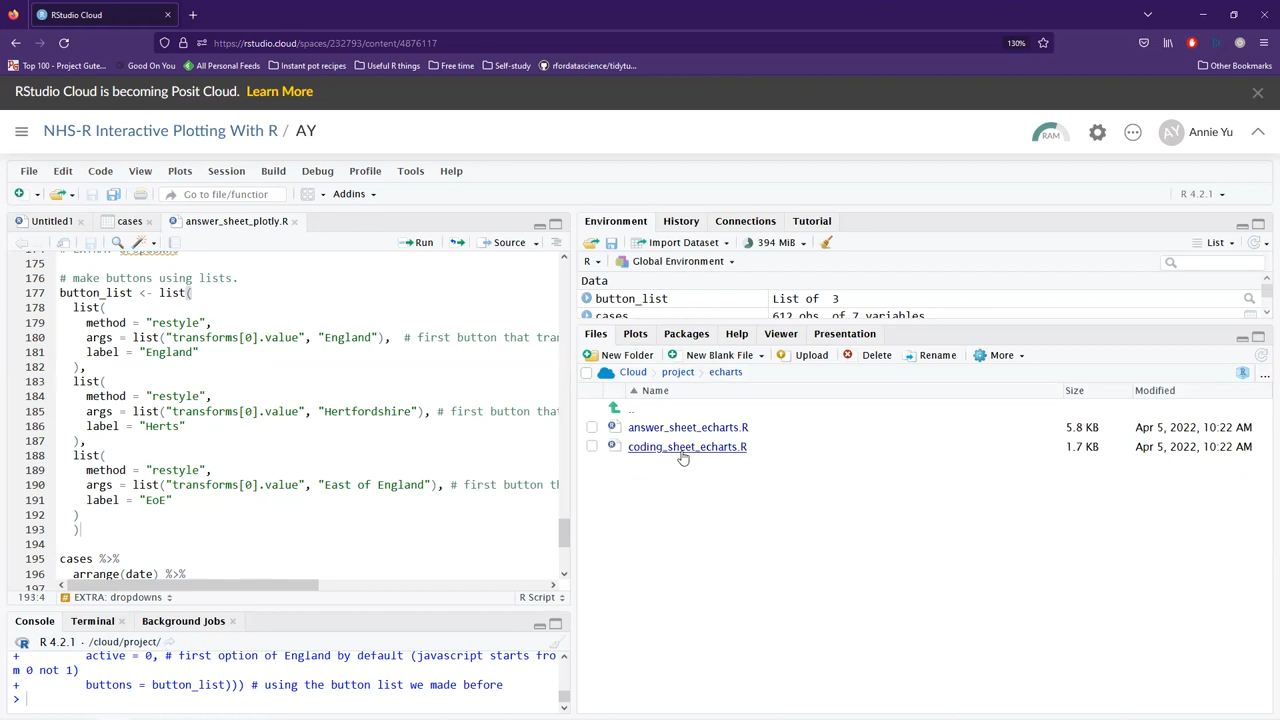 RStudio Cloud
https://rstudio.cloud/spaces/232793/content/4876117
130%
Top 100 - Project Gute...
Good On You
All Personal Feeds
Instant pot recipes
Useful R things
Free time
Self-study
rfordatascience/tidytu...
Other Bookmarks
RStudio Cloud is becoming Posit Cloud. Learn More
NHS-R Interactive Plotting With R / AY
RAM
AY
Annie Yu
File Edit Code View Plots Session Build Debug Profile Tools Help
Go to file/function
Addins
R 4.2.1
Untitled1
cases
answer_sheet_plotly.R
Run
Source
175
176 # make buttons using lists.
177 button_list <- list(
178 list(
179 method = "restyle",
180 args = list("transforms[0].value", "England"), # first button that tra
181 label = "England"
182 ),
183 list(
184 method = "restyle",
185 args = list("transforms[0].value", "Hertfordshire"), # first button tha
186 label = "Herts"
187 ),
188 list(
189 method = "restyle",
190 args = list("transforms[0].value", "East of England"), # first button th
191 label = "EoE"
192 )
193 )
194
195 cases %>%
196 arrange(date) %>%
197
193:4 # EXTRA: dropdowns R Script
Console Terminal Background Jobs
R 4.2.1 · /cloud/project/
+ active = 0, # first option of England by default (javascript starts fro
m 0 not 1)
+ buttons = button_list))) # using the button list we made before
>
Environment History Connections Tutorial
Import Dataset 394 MiB List
R Global Environment
Data
button_list List of 3
cases 612 obs. of 7 variables
Files Plots Packages Help Viewer Presentation
New Folder New Blank File Upload Delete Rename More
Cloud project echarts
...
Name Size Modified
..
answer_sheet_echarts.R 5.8 KB Apr 5, 2022, 10:22 AM
coding_sheet_echarts.R 1.7 KB Apr 5, 2022, 10:22 AM